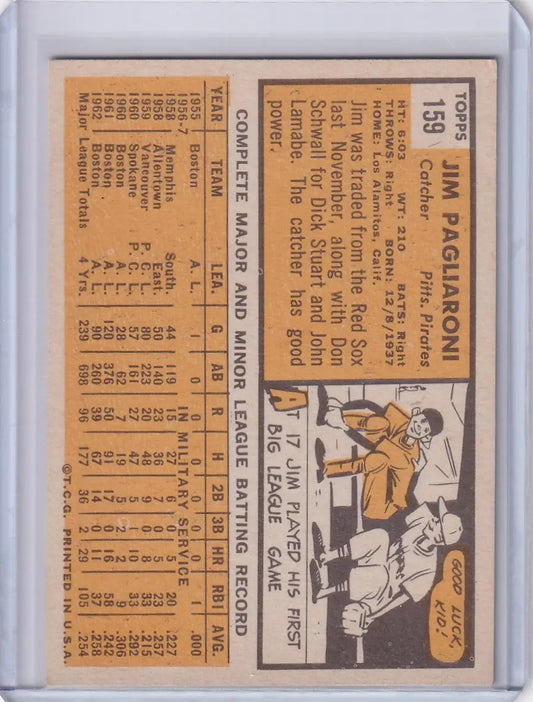 TOPPS
159
JIM PAGLIARONI
Catcher Pitts. Pirates
HT: 6:03 WT: 210 BATS: Right
THROWS: Right BORN: 12/8/1937
HOME: Los Alamitos, Calif.
Jim was traded from the Red Sox
last November, along with Don
Schwall for Dick Stuart and John
Lamabe. The catcher has good
power.
GOOD LUCK,
KID!
AT 17 JIM PLAYED HIS FIRST
BIG LEAGUE GAME
COMPLETE MAJOR AND MINOR LEAGUE BATTING RECORD
YEAR TEAM LEA. G AB R H 2B 3B HR RBI AVG.
1955 Boston A. L. 1 0 0 0 0 0 0 1 .000
1956-7 IN MILITARY SERVICE
1958 Memphis South. 44 119 15 27 6 1 5 20 .227
1958 Allentown East. 50 140 23 36 7 0 5 24 .257
1959 Vancouver P. C. L. 80 223 20 48 9 0 8 33 .215
1960 Spokane P. C. L. 57 161 27 47 5
1960 Boston A. L. 28 62 7 19 5 2 2 9 .306
1961 Boston A. L. 120 376 50 91 17 0 16 58 .242
1962 Boston A. L. 90 260 39 67 14 0 11 37 .258
Major League Totals 4 Yrs. 239 698 96 177 36 2 29 105 .254
©T.C.G. PRINTED IN U.S.A.